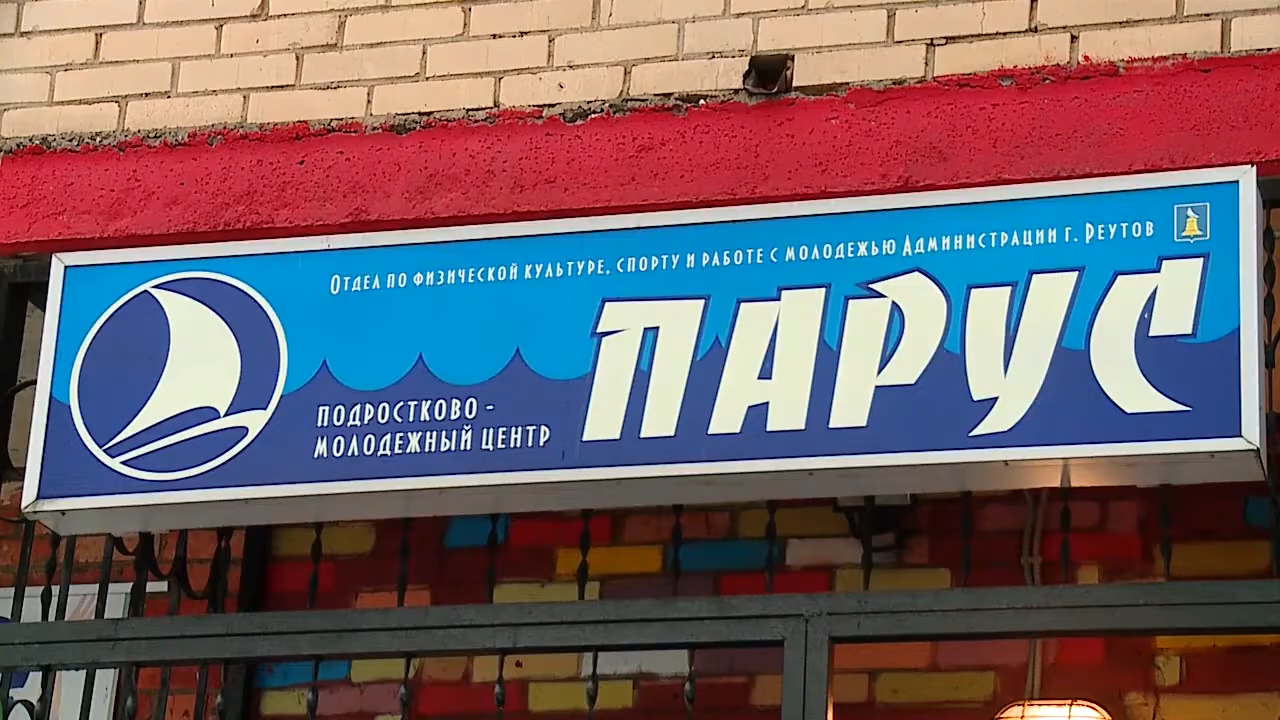 Отдел по физической культуре, спорту и работе с молодежью Администрации г. Реутов
ПАРУС
ПОДРОСТКОВО -
МОЛОДЕЖНЫЙ ЦЕНТР